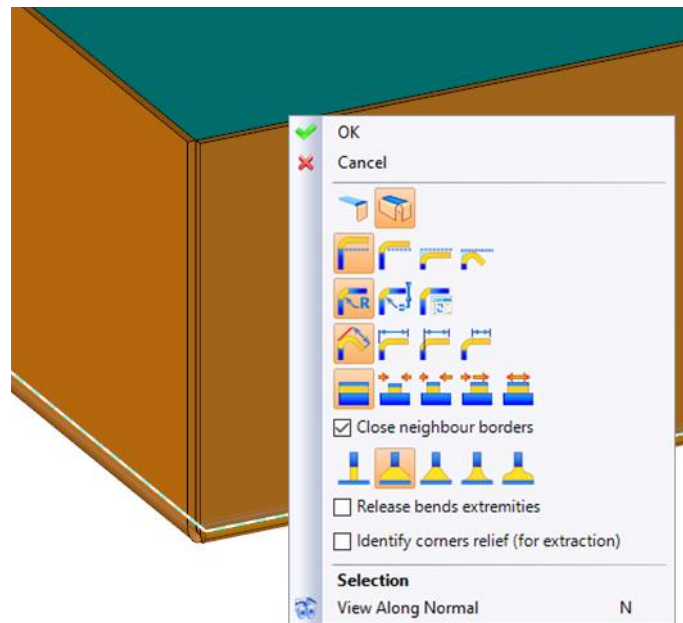 OK
Cancel
R
Close neighbour borders
Release bends extremities
Identify corners relief (for extraction)
Selection
View Along Normal N